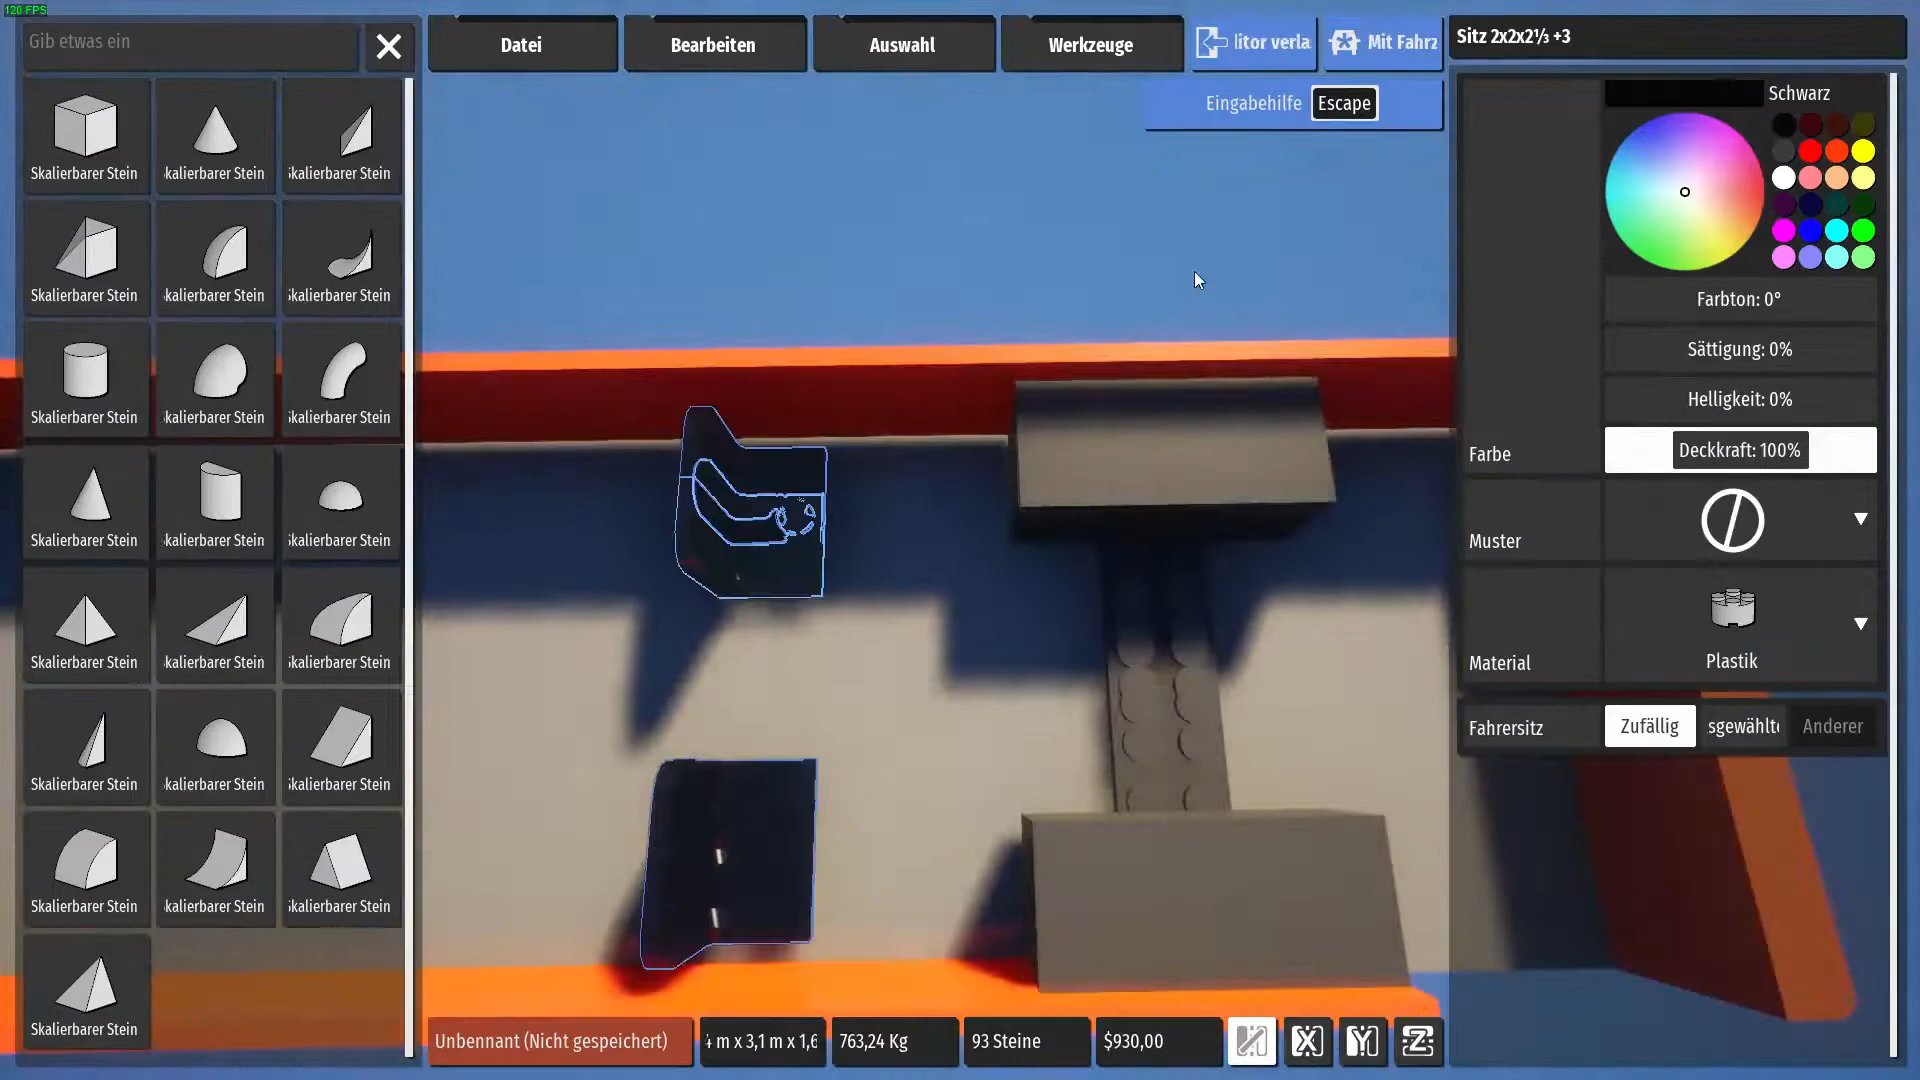 120 FPS
Gib etwas ein
Datei
Bearbeiten
Auswahl
Werkzeuge
litor verla
Mit Fahrz
Sitz 2x2x2⅓ +3
Eingabehilfe Escape
Skalierbarer Stein
kalierbarer Stein
kalierbarer Stein
Skalierbarer Stein
kalierbarer Stein
kalierbarer Stein
Skalierbarer Stein
kalierbarer Stein
kalierbarer Stein
Skalierbarer Stein
kalierbarer Stein
kalierbarer Stein
Skalierbarer Stein
kalierbarer Stein
kalierbarer Stein
Skalierbarer Stein
kalierbarer Stein
kalierbarer Stein
Skalierbarer Stein
kalierbarer Stein
kalierbarer Stein
Skalierbarer Stein
Schwarz
Farbton: 0°
Sättigung: 0%
Helligkeit: 0%
Farbe
Deckkraft: 100%
Muster
Material
Plastik
Fahrersitz
Zufällig
sgewählte
Anderer
Unbennant (Nicht gespeichert)
m x 3,1 m x 1,6
763,24 Kg
93 Steine
$930,00
X
Y
Z